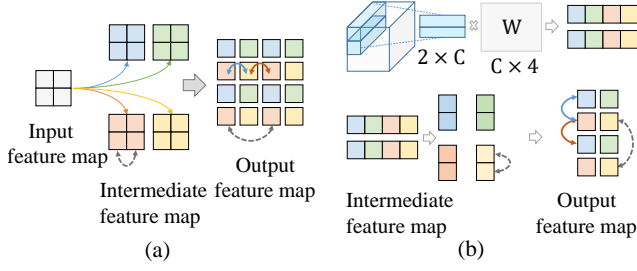 Input
feature map
Intermediate
feature map
Output
feature map
(a)
2 × C
W
C × 4
Intermediate
feature map
Output
feature map
(b)